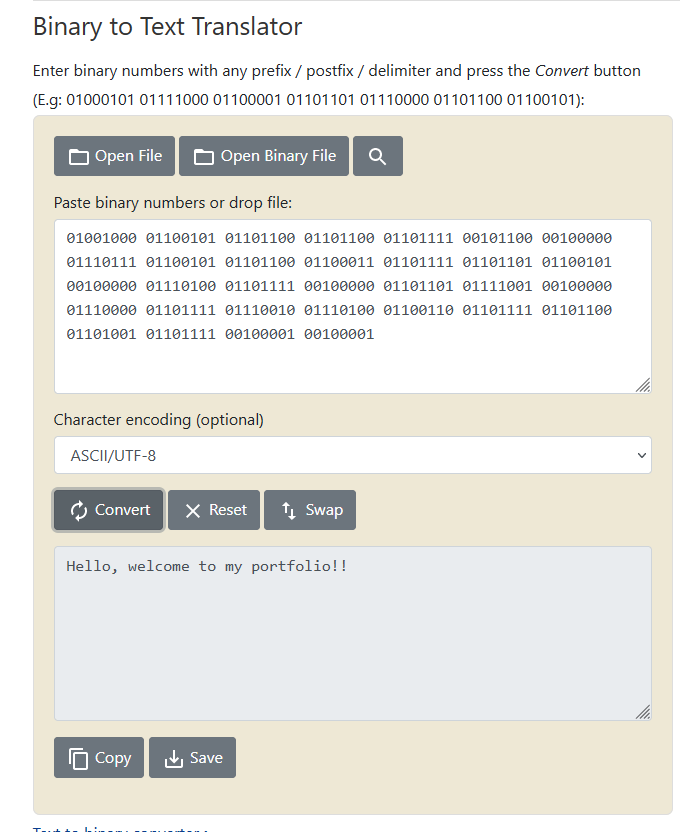 Binary to Text Translator
Enter binary numbers with any prefix / postfix / delimiter and press the Convert button
(E.g: 01000101 01111000 01100001 01101101 01110000 01101100 01100101):
Open File Open Binary File
Paste binary numbers or drop file:
01001000 01100101 01101100 01101100 01101111 00101100 00100000
01110111 01100101 01101100 01100011 01101111 01101101 01100101
00100000 01110100 01101111 00100000 01101101 01111001 00100000
01110000 01101111 01110010 01110100 01100110 01101111 01101100
01101001 01101111 00100001 00100001
Character encoding (optional)
ASCII/UTF-8
Convert Reset Swap
Hello, welcome to my portfolio!!
Copy Save
Text to binary converter